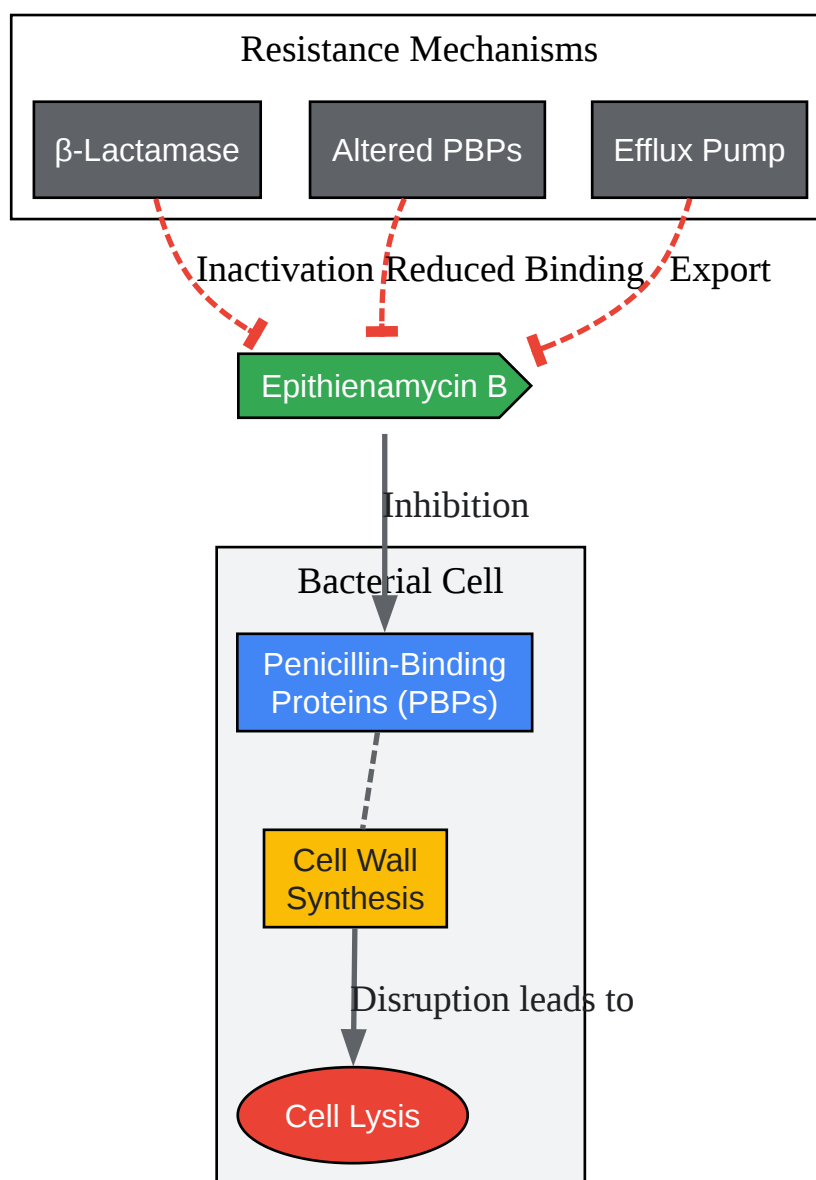 Resistance Mechanisms
β-Lactamase
Altered PBPs
Efflux Pump
Inactivation
Reduced Binding
Export
Epithienamycin B
Inhibition
Bacterial Cell
Penicillin-Binding
Proteins (PBPs)
Cell Wall
Synthesis
Disruption leads to
Cell Lysis